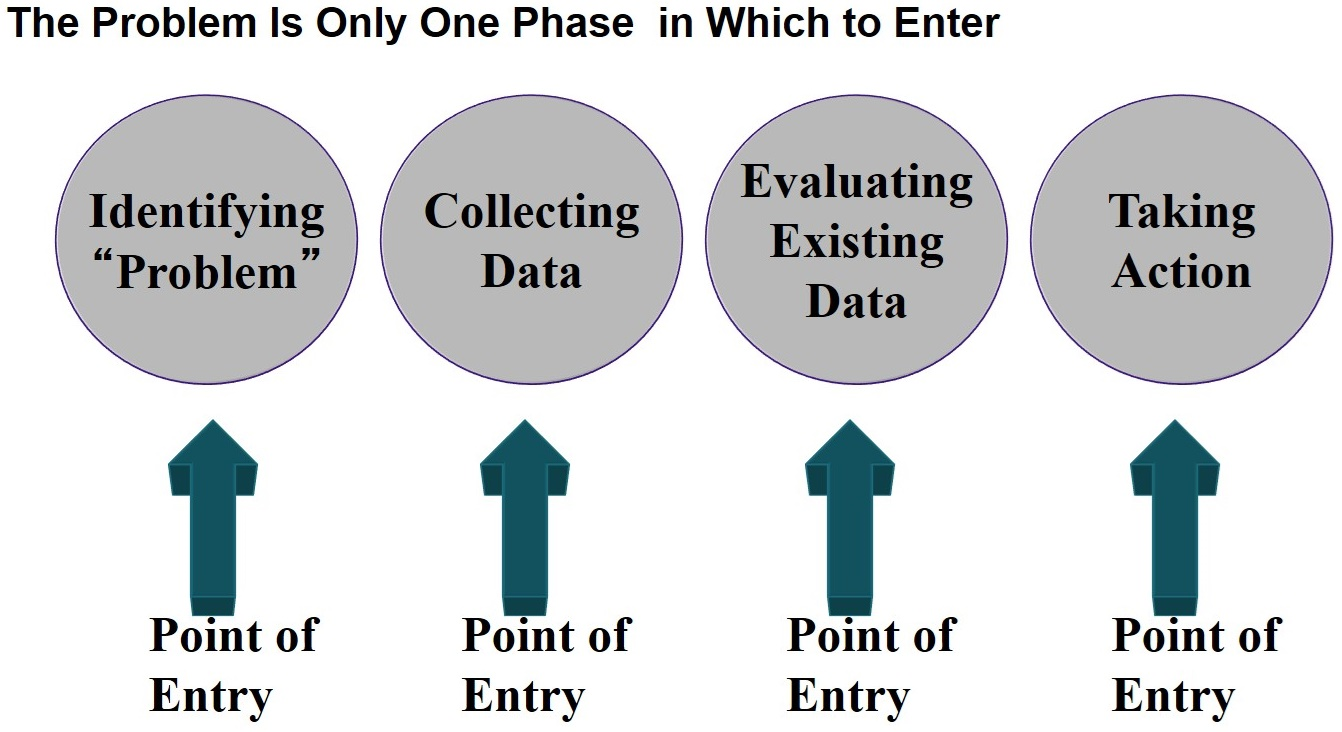 The Problem Is Only One Phase  in Which to Enter
Identifying
“Problem”
Collecting
Data
Evaluating
Existing
Data
Taking
Action
Point of
Entry
Point of
Entry
Point of
Entry
Point of
Entry